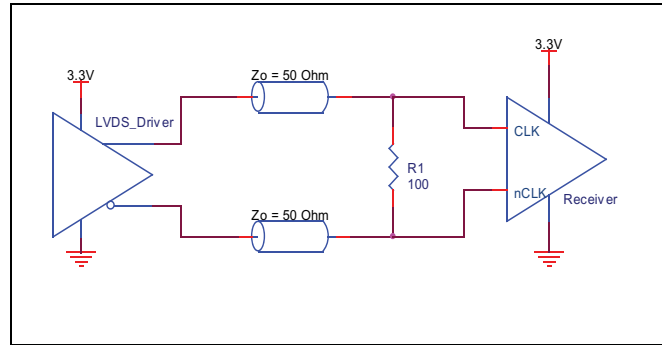 3.3V
3.3V
Zo = 50 Ohm
LVDS_Driver
CLK
R1
100
nCLK
Receiver
Zo = 50 Ohm